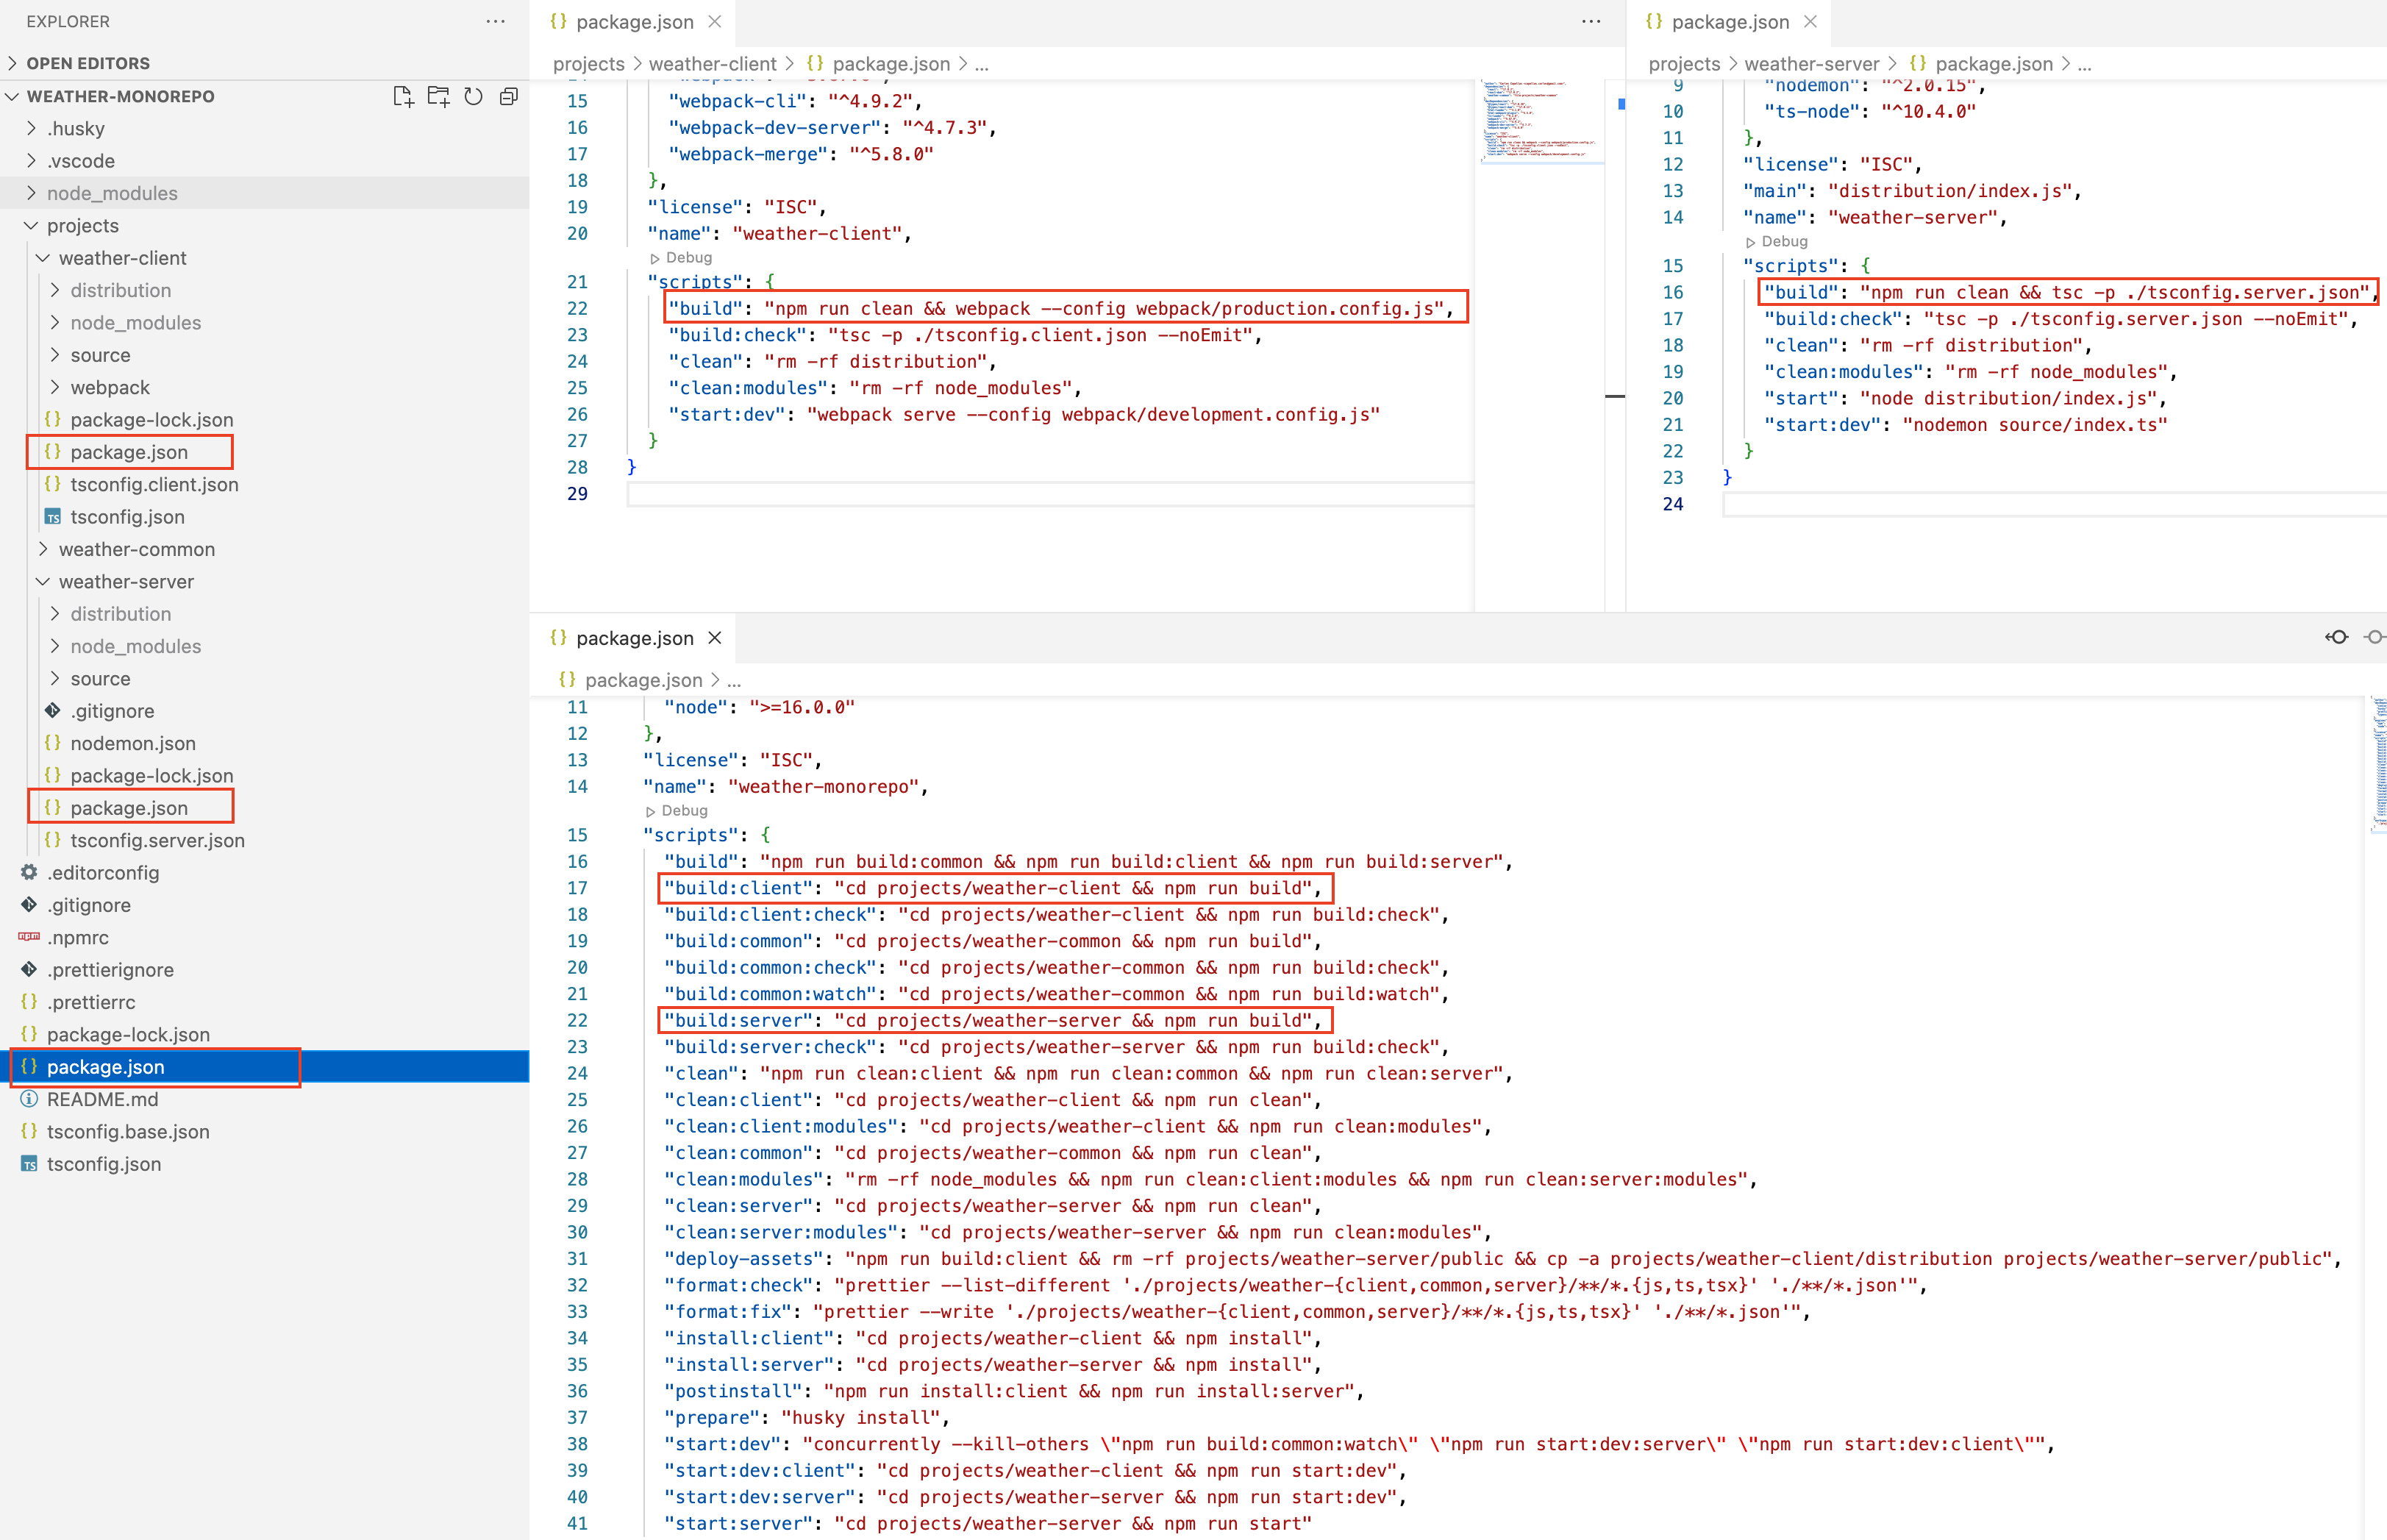 EXPLORER
OPEN EDITORS
WEATHER-MONOREPO
.husky
.vscode
node_modules
projects
weather-client
distribution
node_modules
source
webpack
package-lock.json
package.json
tsconfig.client.json
tsconfig.json
weather-common
weather-server
distribution
node_modules
source
.gitignore
nodemon.json
package-lock.json
package.json
tsconfig.server.json
.editorconfig
.gitignore
.npmrc
.prettierignore
.prettierrc
package-lock.json
package.json
README.md
tsconfig.base.json
tsconfig.json
{} package.json
projects > weather-client > {} package.json > ...
15 "webpack-cli": "^4.9.2",
16 "webpack-dev-server": "^4.7.3",
17 "webpack-merge": "^5.8.0"
18 },
19 "license": "ISC",
20 "name": "weather-client",
Debug
21 "scripts": {
22 "build": "npm run clean && webpack --config webpack/production.config.js",
23 "build:check": "tsc -p ./tsconfig.client.json --noEmit",
24 "clean": "rm -rf distribution",
25 "clean:modules": "rm -rf node_modules",
26 "start:dev": "webpack serve --config webpack/development.config.js"
27 }
28 }
29
{} package.json
projects > weather-server > {} package.json > ...
9 "nodemon": "^2.0.15",
10 "ts-node": "^10.4.0"
11 },
12 "license": "ISC",
13 "main": "distribution/index.js",
14 "name": "weather-server",
Debug
15 "scripts": {
16 "build": "npm run clean && tsc -p ./tsconfig.server.json",
17 "build:check": "tsc -p ./tsconfig.server.json --noEmit",
18 "clean": "rm -rf distribution",
19 "clean:modules": "rm -rf node_modules",
20 "start": "node distribution/index.js",
21 "start:dev": "nodemon source/index.ts"
22 }
23 }
24
{} package.json
{} package.json > ...
11 "node": ">=16.0.0"
12 },
13 "license": "ISC",
14 "name": "weather-monorepo",
Debug
15 "scripts": {
16 "build": "npm run build:common && npm run build:client && npm run build:server",
17 "build:client": "cd projects/weather-client && npm run build",
18 "build:client:check": "cd projects/weather-client && npm run build:check",
19 "build:common": "cd projects/weather-common && npm run build",
20 "build:common:check": "cd projects/weather-common && npm run build:check",
21 "build:common:watch": "cd projects/weather-common && npm run build:watch",
22 "build:server": "cd projects/weather-server && npm run build",
23 "build:server:check": "cd projects/weather-server && npm run build:check",
24 "clean": "npm run clean:client && npm run clean:common && npm run clean:server",
25 "clean:client": "cd projects/weather-client && npm run clean",
26 "clean:client:modules": "cd projects/weather-client && npm run clean:modules",
27 "clean:common": "cd projects/weather-common && npm run clean",
28 "clean:modules": "rm -rf node_modules && npm run clean:client:modules && npm run clean:server:modules",
29 "clean:server": "cd projects/weather-server && npm run clean",
30 "clean:server:modules": "cd projects/weather-server && npm run clean:modules",
31 "deploy-assets": "npm run build:client && rm -rf projects/weather-server/public && cp -a projects/weather-client/distribution projects/weather-server/public",
32 "format:check": "prettier --list-different './projects/weather-{client,common,server}/**/*.{js,ts,tsx}' './**/*.json'",
33 "format:fix": "prettier --write './projects/weather-{client,common,server}/**/*.{js,ts,tsx}' './**/*.json'",
34 "install:client": "cd projects/weather-client && npm install",
35 "install:server": "cd projects/weather-server && npm install",
36 "postinstall": "npm run install:client && npm run install:server",
37 "prepare": "husky install",
38 "start:dev": "concurrently --kill-others \"npm run build:common:watch\" \"npm run start:dev:server\" \"npm run start:dev:client\"",
39 "start:dev:client": "cd projects/weather-client && npm run start:dev",
40 "start:dev:server": "cd projects/weather-server && npm run start:dev",
41 "start:server": "cd projects/weather-server && npm run start"